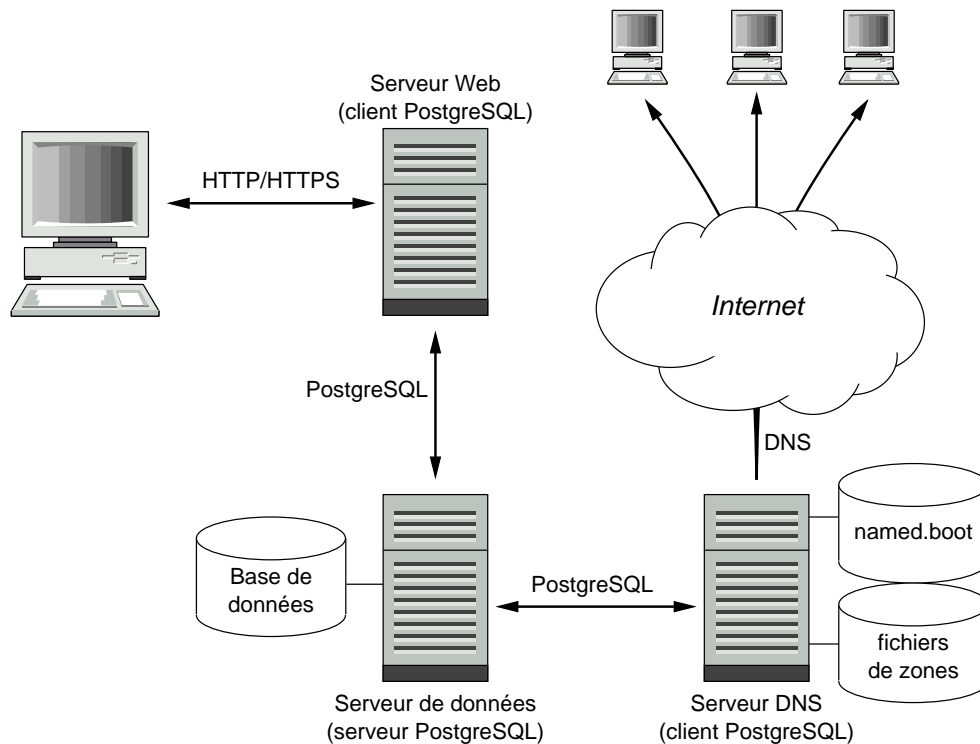 Serveur Web
(client PostgreSQL)
HTTP/HTTPS
Internet
PostgreSQL
DNS
named.boot
Base de
données
PostgreSQL
fichiers
de zones
Serveur de données
(serveur PostgreSQL)
Serveur DNS
(client PostgreSQL)